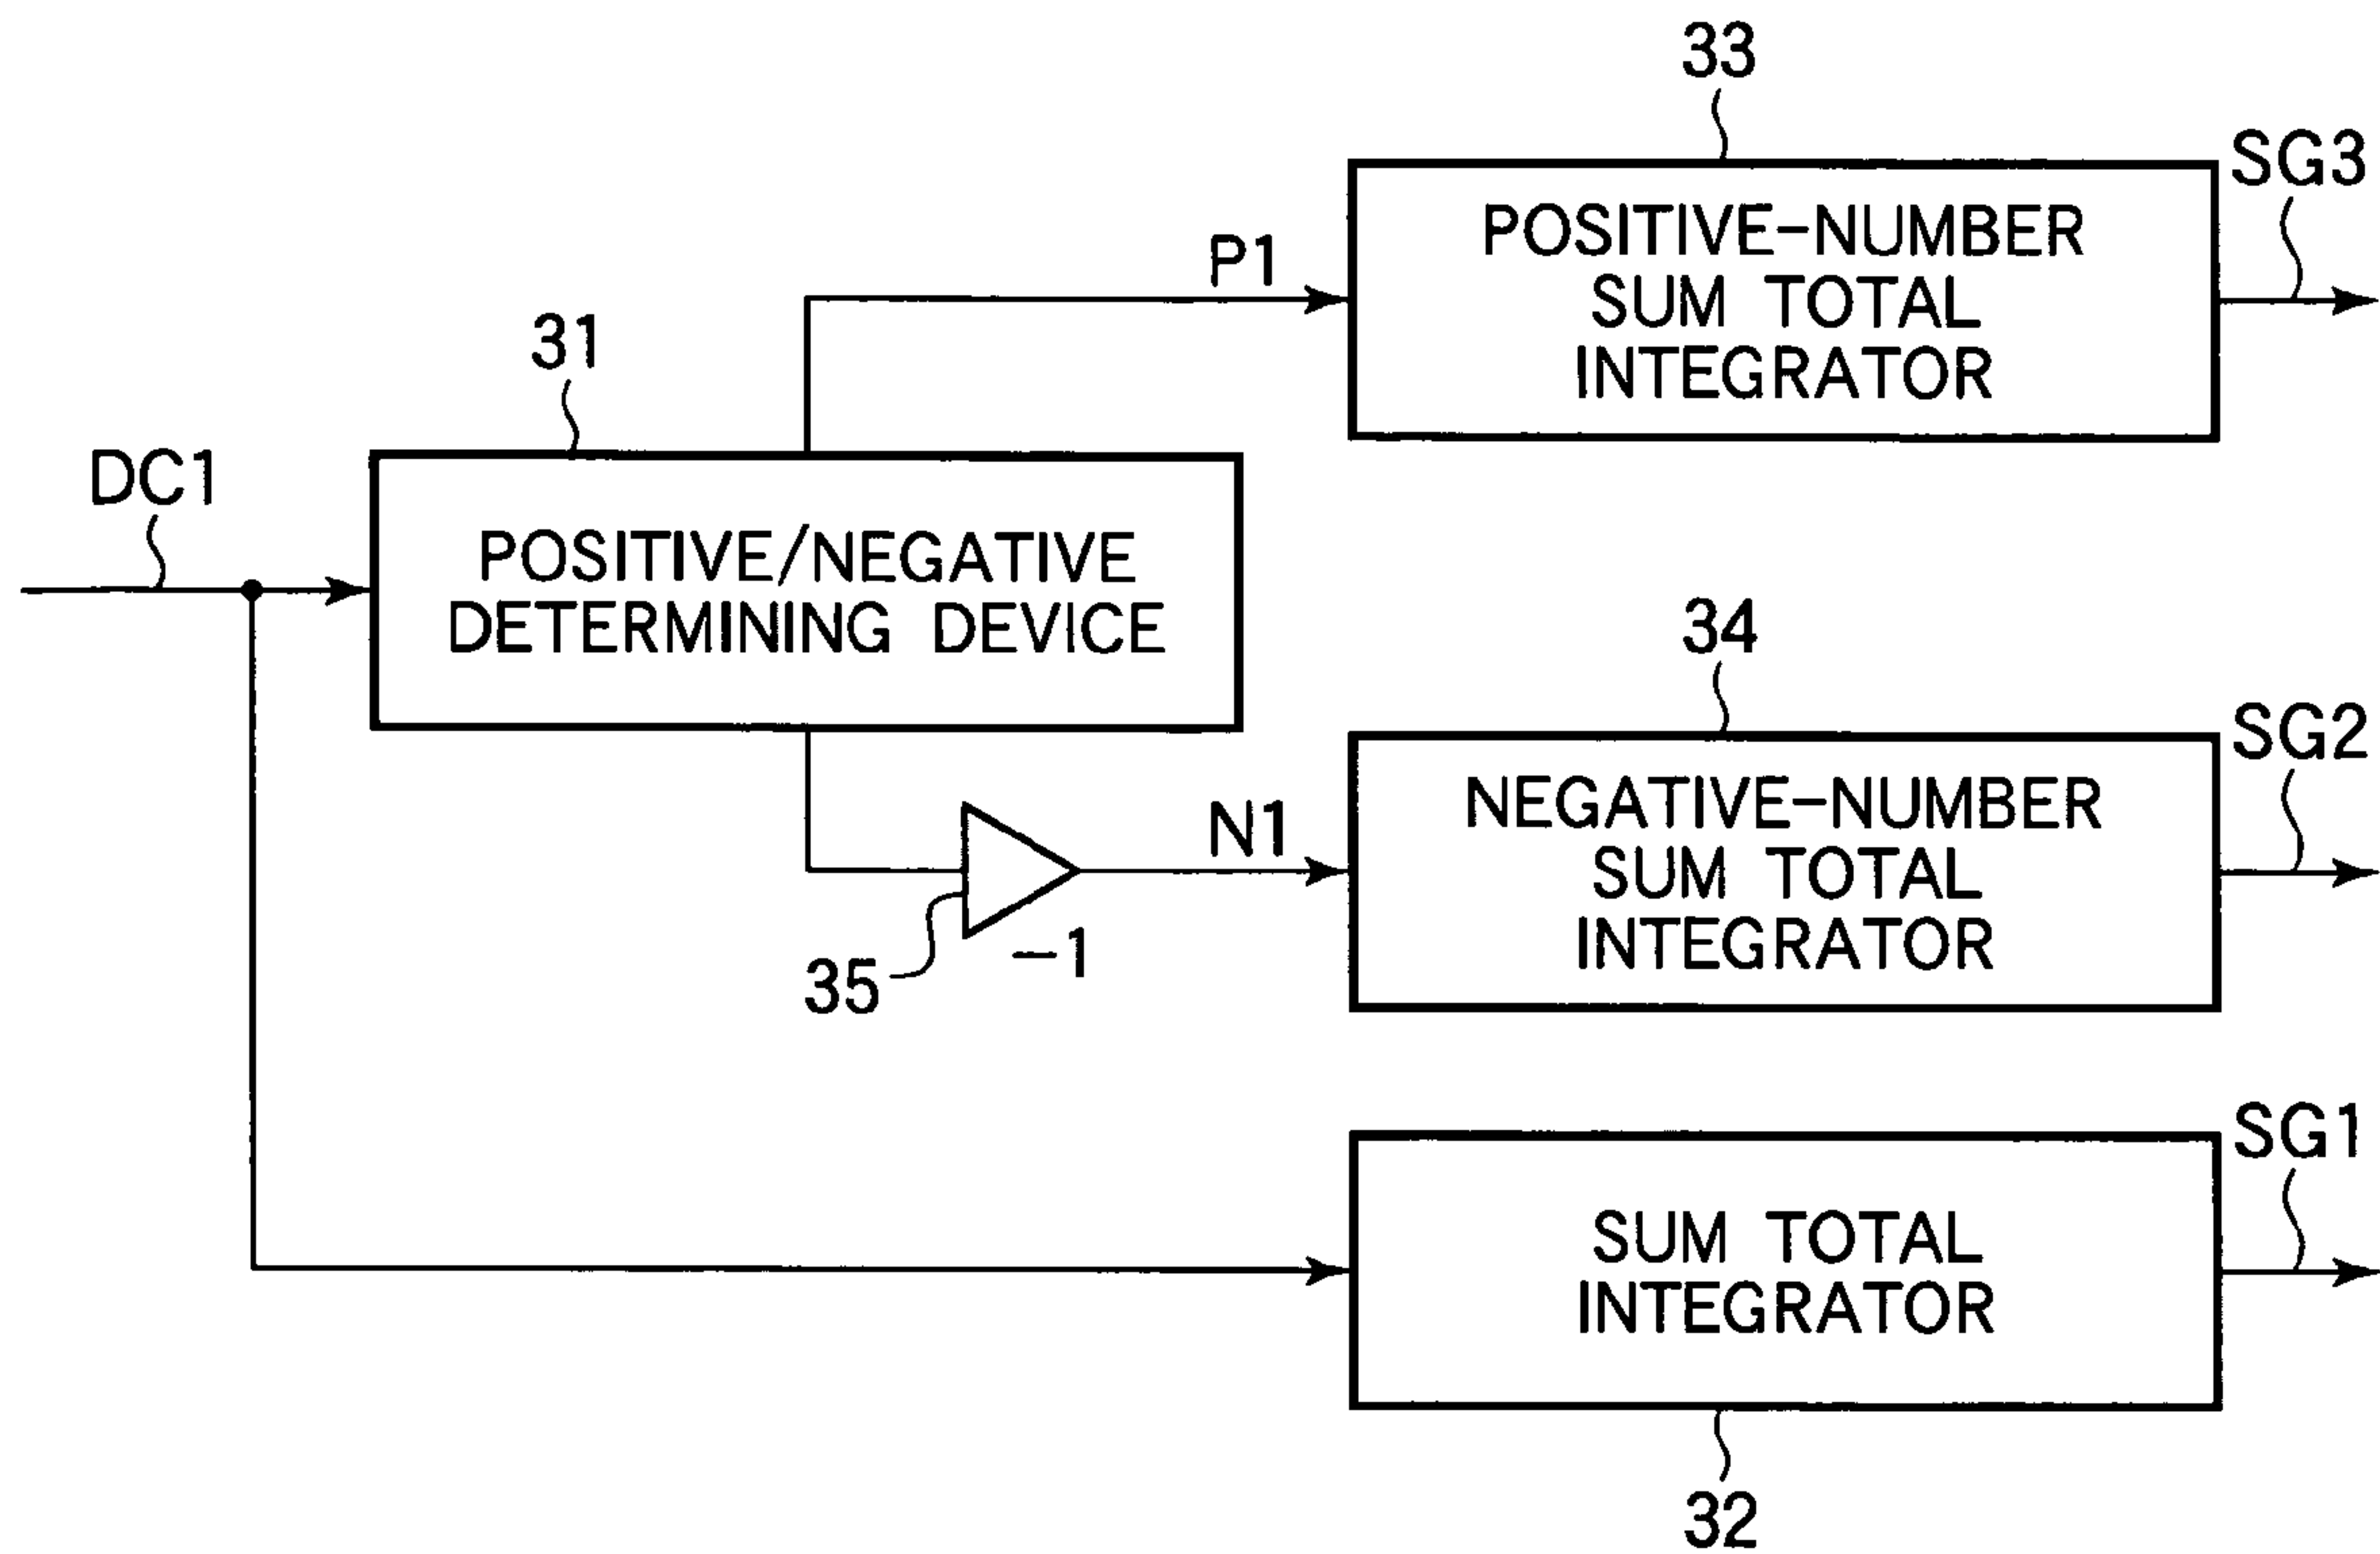 33
SG3
POSITIVE-NUMBER
SUM TOTAL
INTEGRATOR
P1
31
DC1
POSITIVE/NEGATIVE
DETERMINING DEVICE
34
SG2
NEGATIVE-NUMBER
SUM TOTAL
INTEGRATOR
N1
35
-1
SG1
SUM TOTAL
INTEGRATOR
32